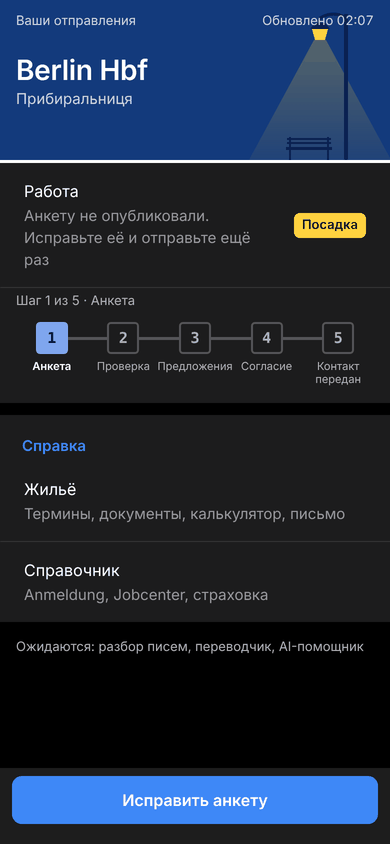 Ваши отправления
Обновлено 02:07
Berlin Hbf
Прибиральниця
Работа
Анкету не опубликовали.
Исправьте её и отправьте ещё
раз
Посадка
Шаг 1 из 5 · Анкета
1 2 3 4 5
Анкета Проверка Предложения Согласие Контакт
передан
Справка
Жильё
Термины, документы, калькулятор, письмо
Справочник
Anmeldung, Jobcenter, страховка
Ожидаются: разбор писем, переводчик, AI-помощник
Исправить анкету